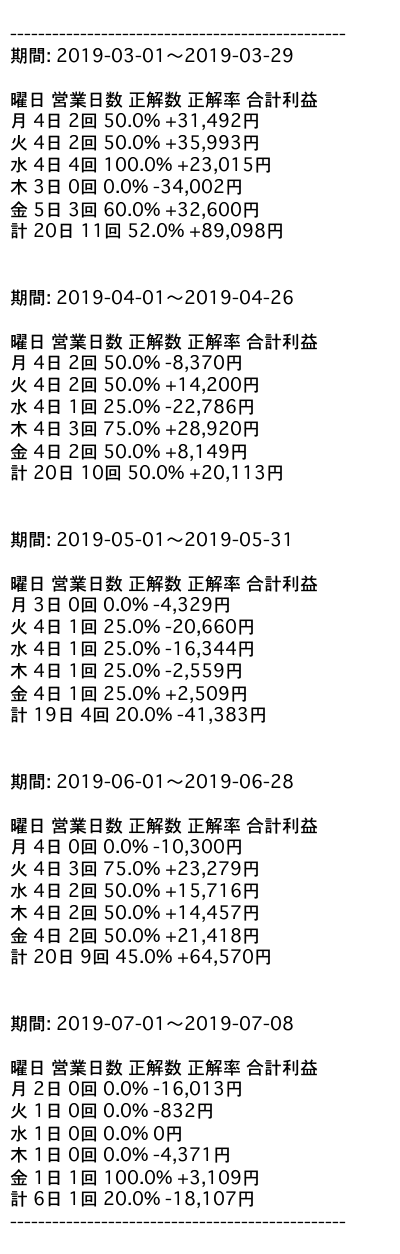 ------------------------------------------------
期間: 2019-03-01〜2019-03-29
曜日 営業日数 正解数 正解率 合計利益
月 4日 2回 50.0% +31,492円
火 4日 2回 50.0% +35,993円
水 4日 4回 100.0% +23,015円
木 3日 0回 0.0% -34,002円
金 5日 3回 60.0% +32,600円
計 20日 11回 52.0% +89,098円
期間: 2019-04-01〜2019-04-26
曜日 営業日数 正解数 正解率 合計利益
月 4日 2回 50.0% -8,370円
火 4日 2回 50.0% +14,200円
水 4日 1回 25.0% -22,786円
木 4日 3回 75.0% +28,920円
金 4日 2回 50.0% +8,149円
計 20日 10回 50.0% +20,113円
期間: 2019-05-01〜2019-05-31
曜日 営業日数 正解数 正解率 合計利益
月 3日 0回 0.0% -4,329円
火 4日 1回 25.0% -20,660円
水 4日 1回 25.0% -16,344円
木 4日 1回 25.0% -2,559円
金 4日 1回 25.0% +2,509円
計 19日 4回 20.0% -41,383円
期間: 2019-06-01〜2019-06-28
曜日 営業日数 正解数 正解率 合計利益
月 4日 0回 0.0% -10,300円
火 4日 3回 75.0% +23,279円
水 4日 2回 50.0% +15,716円
木 4日 2回 50.0% +14,457円
金 4日 2回 50.0% +21,418円
計 20日 9回 45.0% +64,570円
期間: 2019-07-01〜2019-07-08
曜日 営業日数 正解数 正解率 合計利益
月 2日 0回 0.0% -16,013円
火 1日 0回 0.0% -832円
水 1日 0回 0.0% 0円
木 1日 0回 0.0% -4,371円
金 1日 1回 100.0% +3,109円
計 6日 1回 20.0% -18,107円
------------------------------------------------